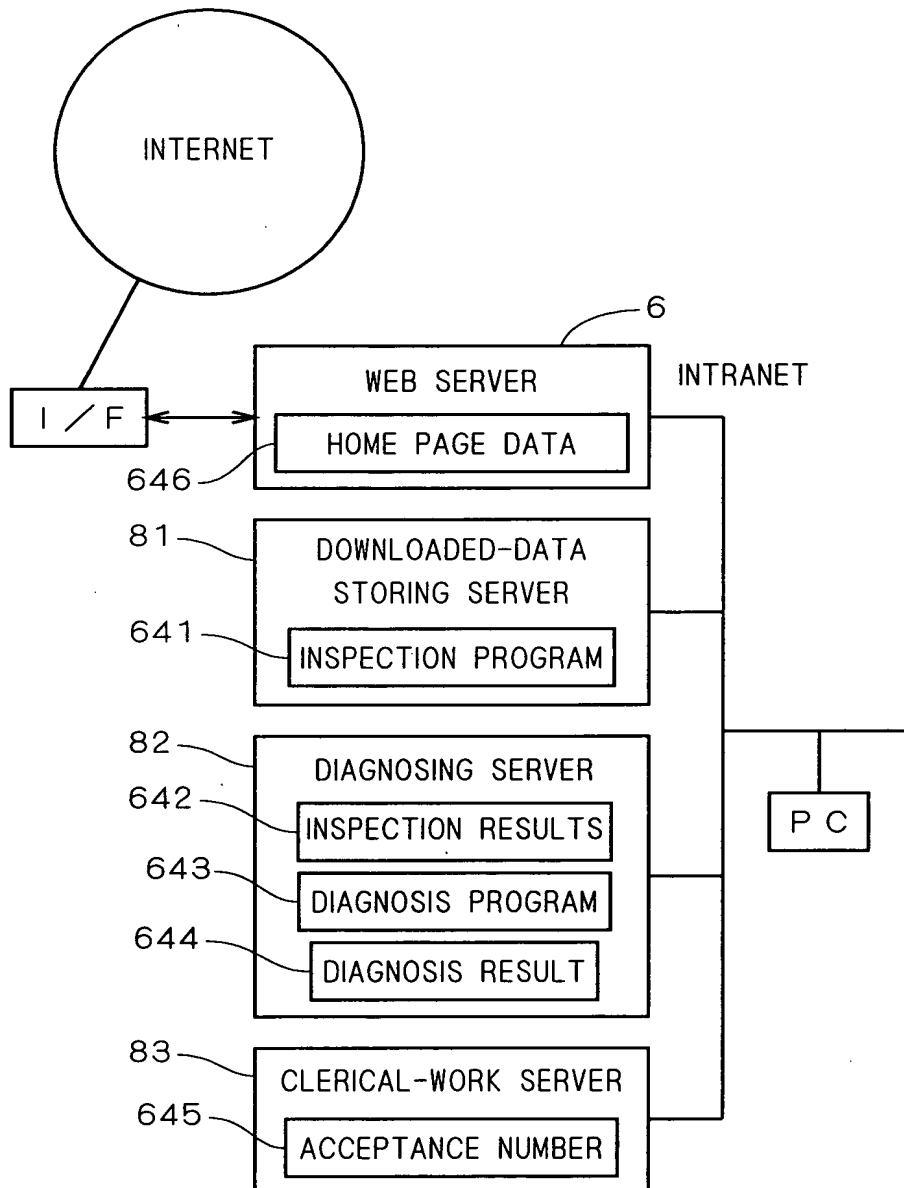 INTERNET
6
WEB SERVER
INTRANET
I/F
HOME PAGE DATA
646
81
DOWNLOADED-DATA
STORING SERVER
641
INSPECTION PROGRAM
82
DIAGNOSING SERVER
642
INSPECTION RESULTS
PC
643
DIAGNOSIS PROGRAM
644
DIAGNOSIS RESULT
83
CLERICAL-WORK SERVER
645
ACCEPTANCE NUMBER